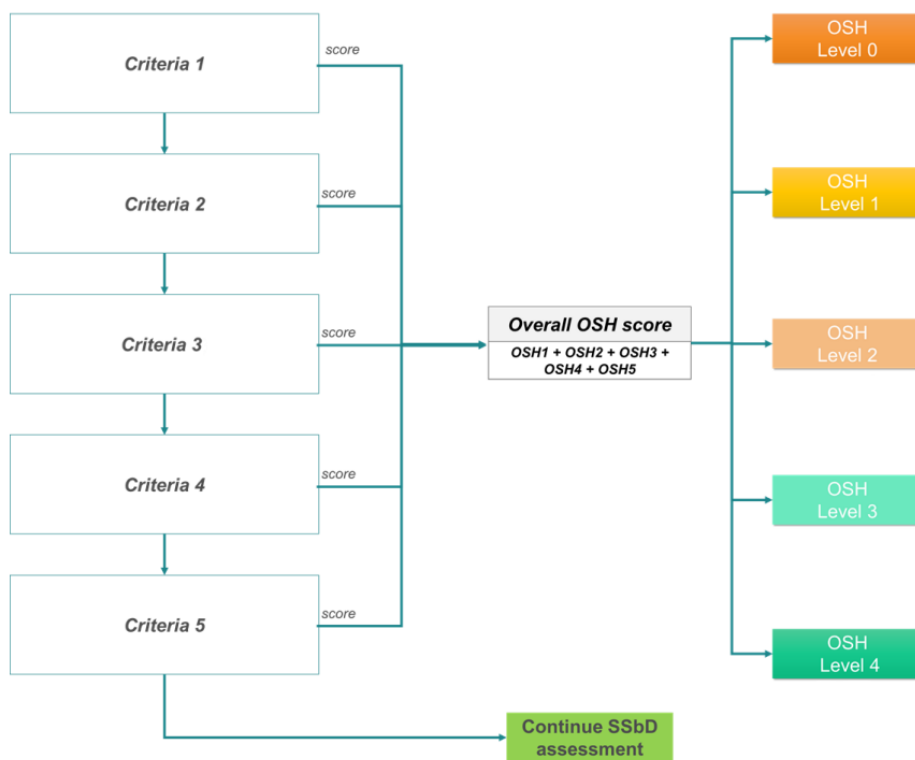 Criteria 1
score
Criteria 2
score
Criteria 3
score
Criteria 4
score
Criteria 5
score
Overall OSH score
OSH1 + OSH2 + OSH3 +
OSH4 + OSH5
OSH
Level 0
OSH
Level 1
OSH
Level 2
OSH
Level 3
OSH
Level 4
Continue SSbD
assessment